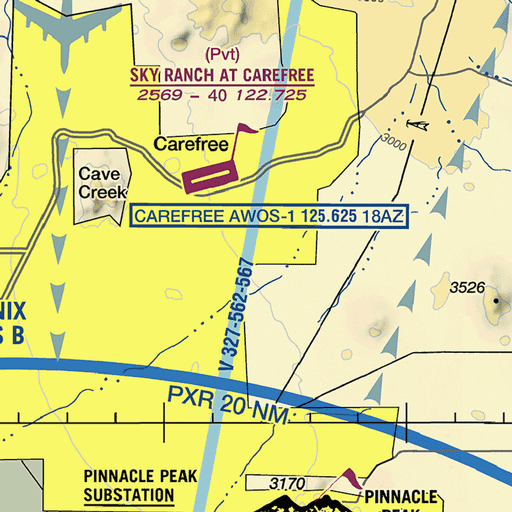 (Pvt)
SKY RANCH AT CAREFREE
2569 – 40 122.725
Carefree
3000
Cave
Creek
CAREFREE AWOS-1 125.625 18AZ
V 327-562-567
3526
NIX
S B
PXR 20 NM
PINNACLE PEAK
SUBSTATION
3170
PINNACLE
PEAK